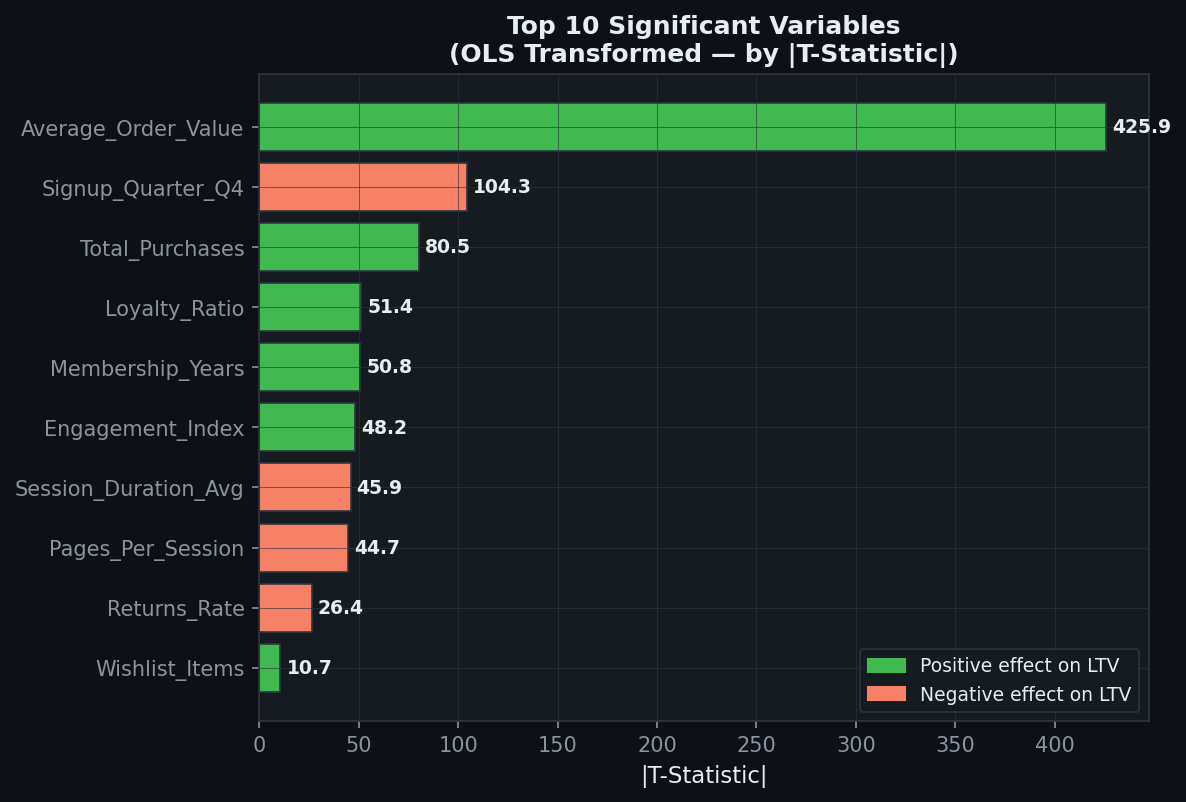 Top 10 Significant Variables
(OLS Transformed — by |T-Statistic|)
Average_Order_Value 425.9
Signup_Quarter_Q4 104.3
Total_Purchases 80.5
Loyalty_Ratio 51.4
Membership_Years 50.8
Engagement_Index 48.2
Session_Duration_Avg 45.9
Pages_Per_Session 44.7
Returns_Rate 26.4
Wishlist_Items 10.7
Positive effect on LTV
Negative effect on LTV
0 50 100 150 200 250 300 350 400
|T-Statistic|